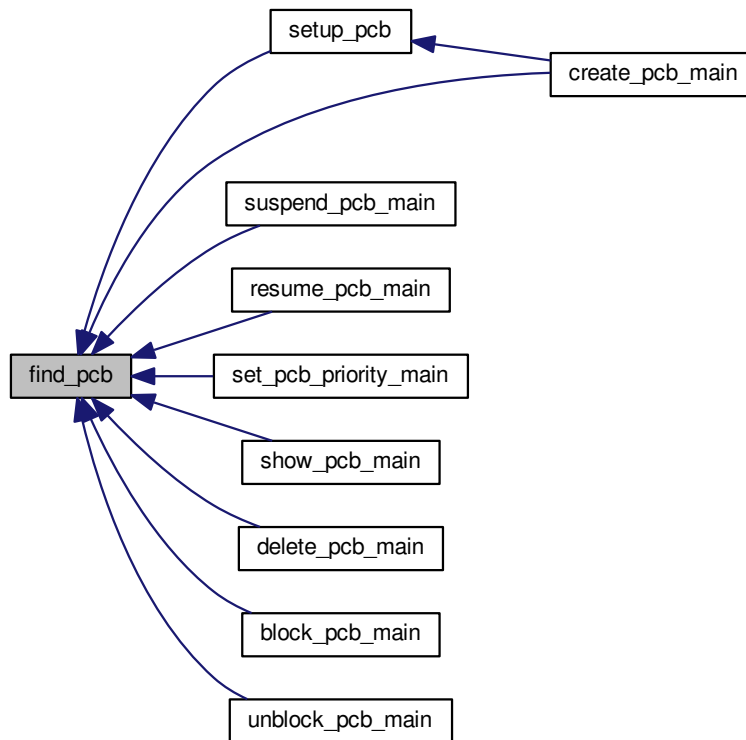 setup_pcb
create_pcb_main
suspend_pcb_main
resume_pcb_main
find_pcb
set_pcb_priority_main
show_pcb_main
delete_pcb_main
block_pcb_main
unblock_pcb_main